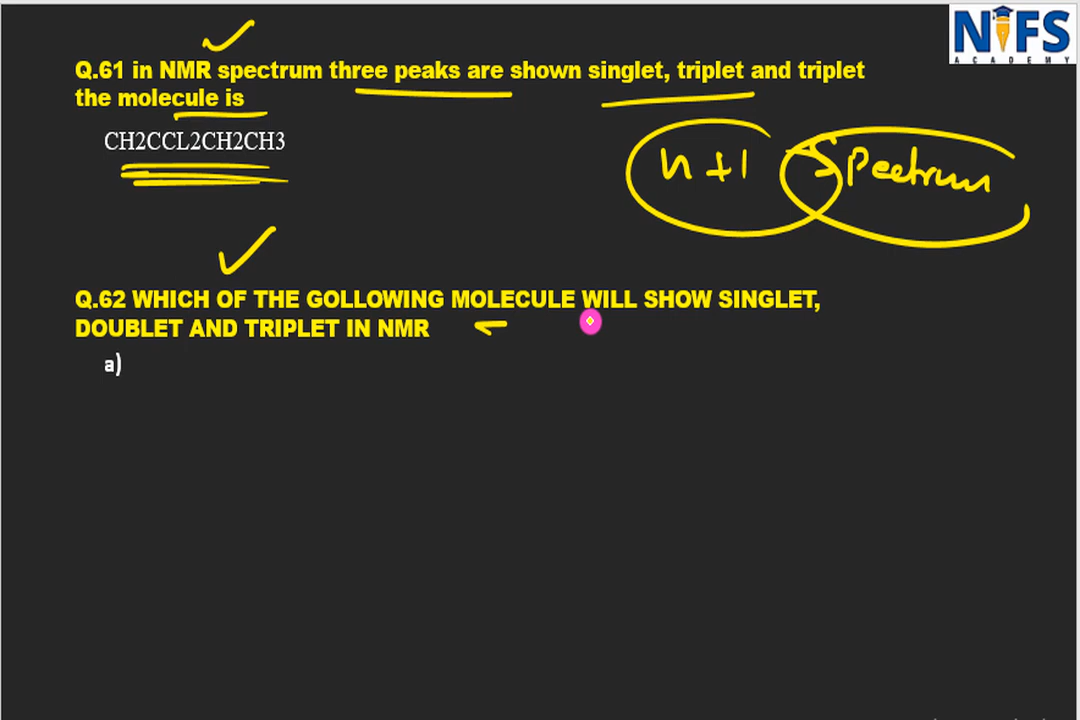 NIFS
ACADEMY
Q.61 in NMR spectrum three peaks are shown singlet, triplet and triplet
the molecule is
CH2CCL2CH2CH3
n+1 Spectrum
Q.62 WHICH OF THE GOLLOWING MOLECULE WILL SHOW SINGLET,
DOUBLET AND TRIPLET IN NMR
a)